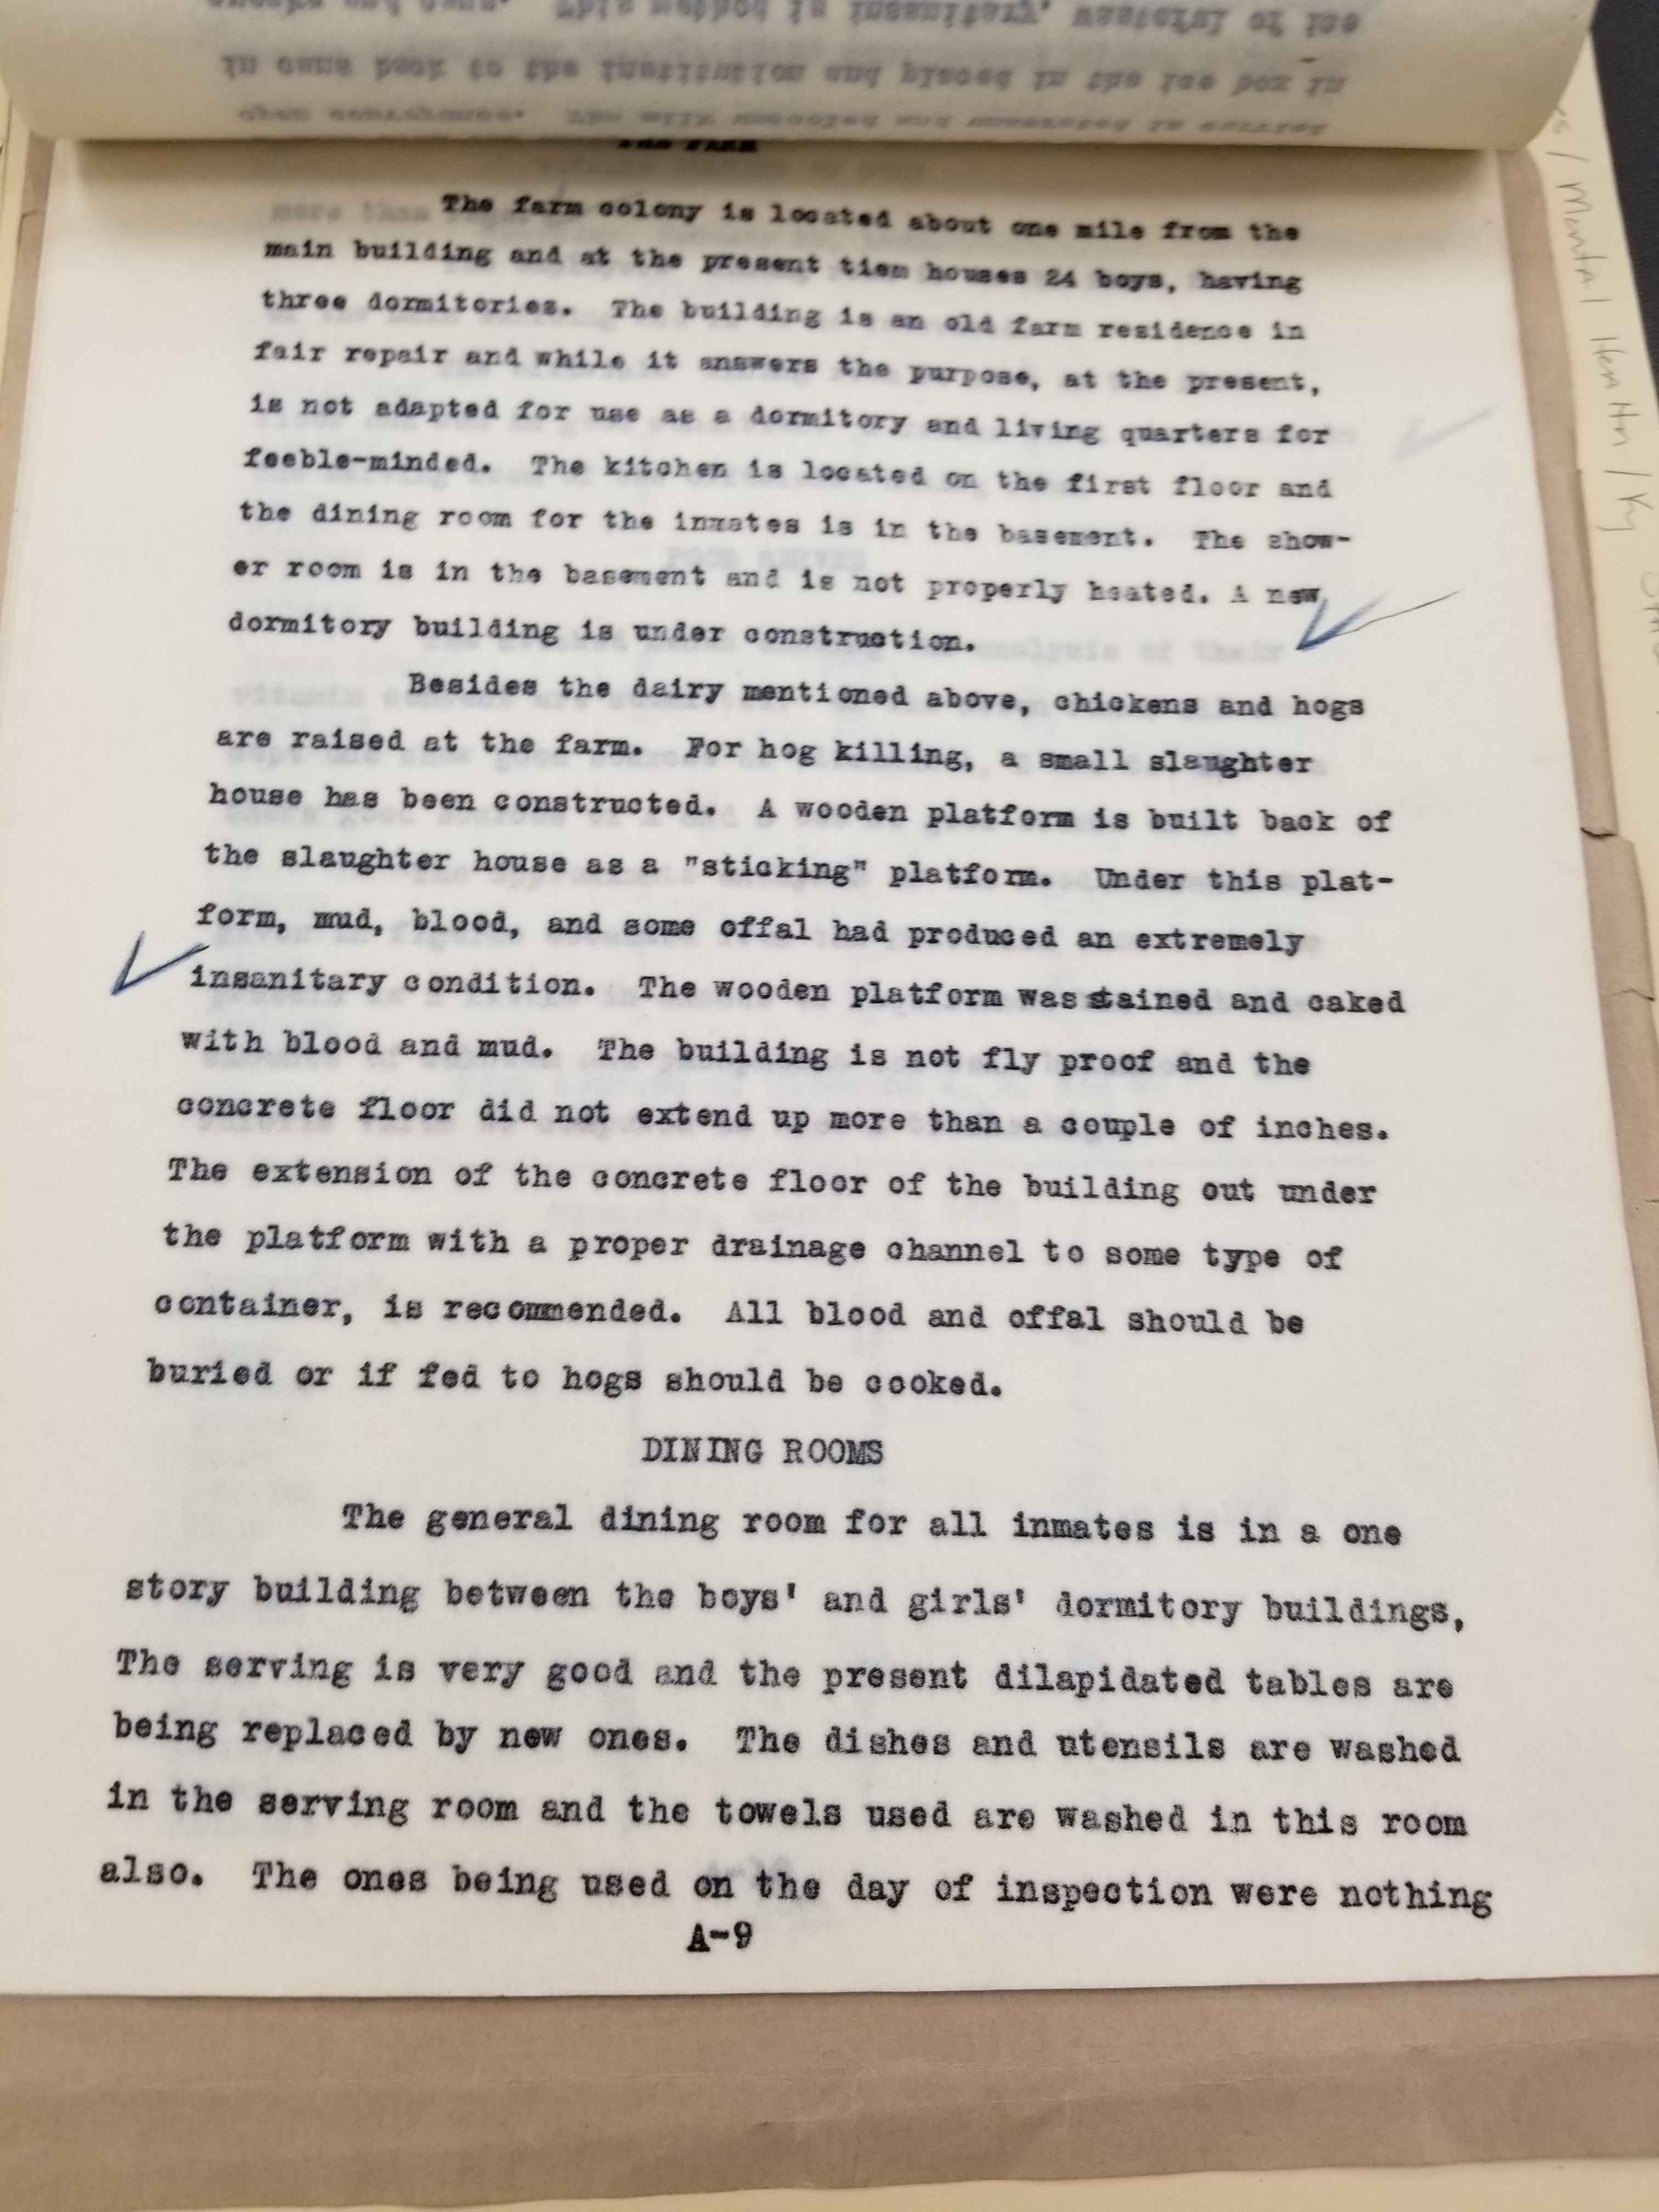 THE FARM
The farm colony is located about one mile from the
main building and at the present tiem houses 24 boys, having
three dormitories. The building is an old farm residence in
fair repair and while it answers the purpose, at the present,
is not adapted for use as a dormitory and living quarters for
feeble-minded. The kitchen is located on the first floor and
the dining room for the inmates is in the basement. The show-
er room is in the basement and is not properly heated. A new
dormitory building is under construction.
Besides the dairy mentioned above, chickens and hogs
are raised at the farm. For hog killing, a small slaughter
house has been constructed. A wooden platform is built back of
the slaughter house as a "sticking" platform. Under this plat-
form, mud, blood, and some offal had produced an extremely
insanitary condition. The wooden platform was stained and caked
with blood and mud. The building is not fly proof and the
concrete floor did not extend up more than a couple of inches.
The extension of the concrete floor of the building out under
the platform with a proper drainage channel to some type of
container, is recommended. All blood and offal should be
buried or if fed to hogs should be cooked.
DINING ROOMS
The general dining room for all inmates is in a one
story building between the boys' and girls' dormitory buildings,
The serving is very good and the present dilapidated tables are
being replaced by new ones. The dishes and utensils are washed
in the serving room and the towels used are washed in this room
also. The ones being used on the day of inspection were nothing
A-9
/ Mental Health / Ky